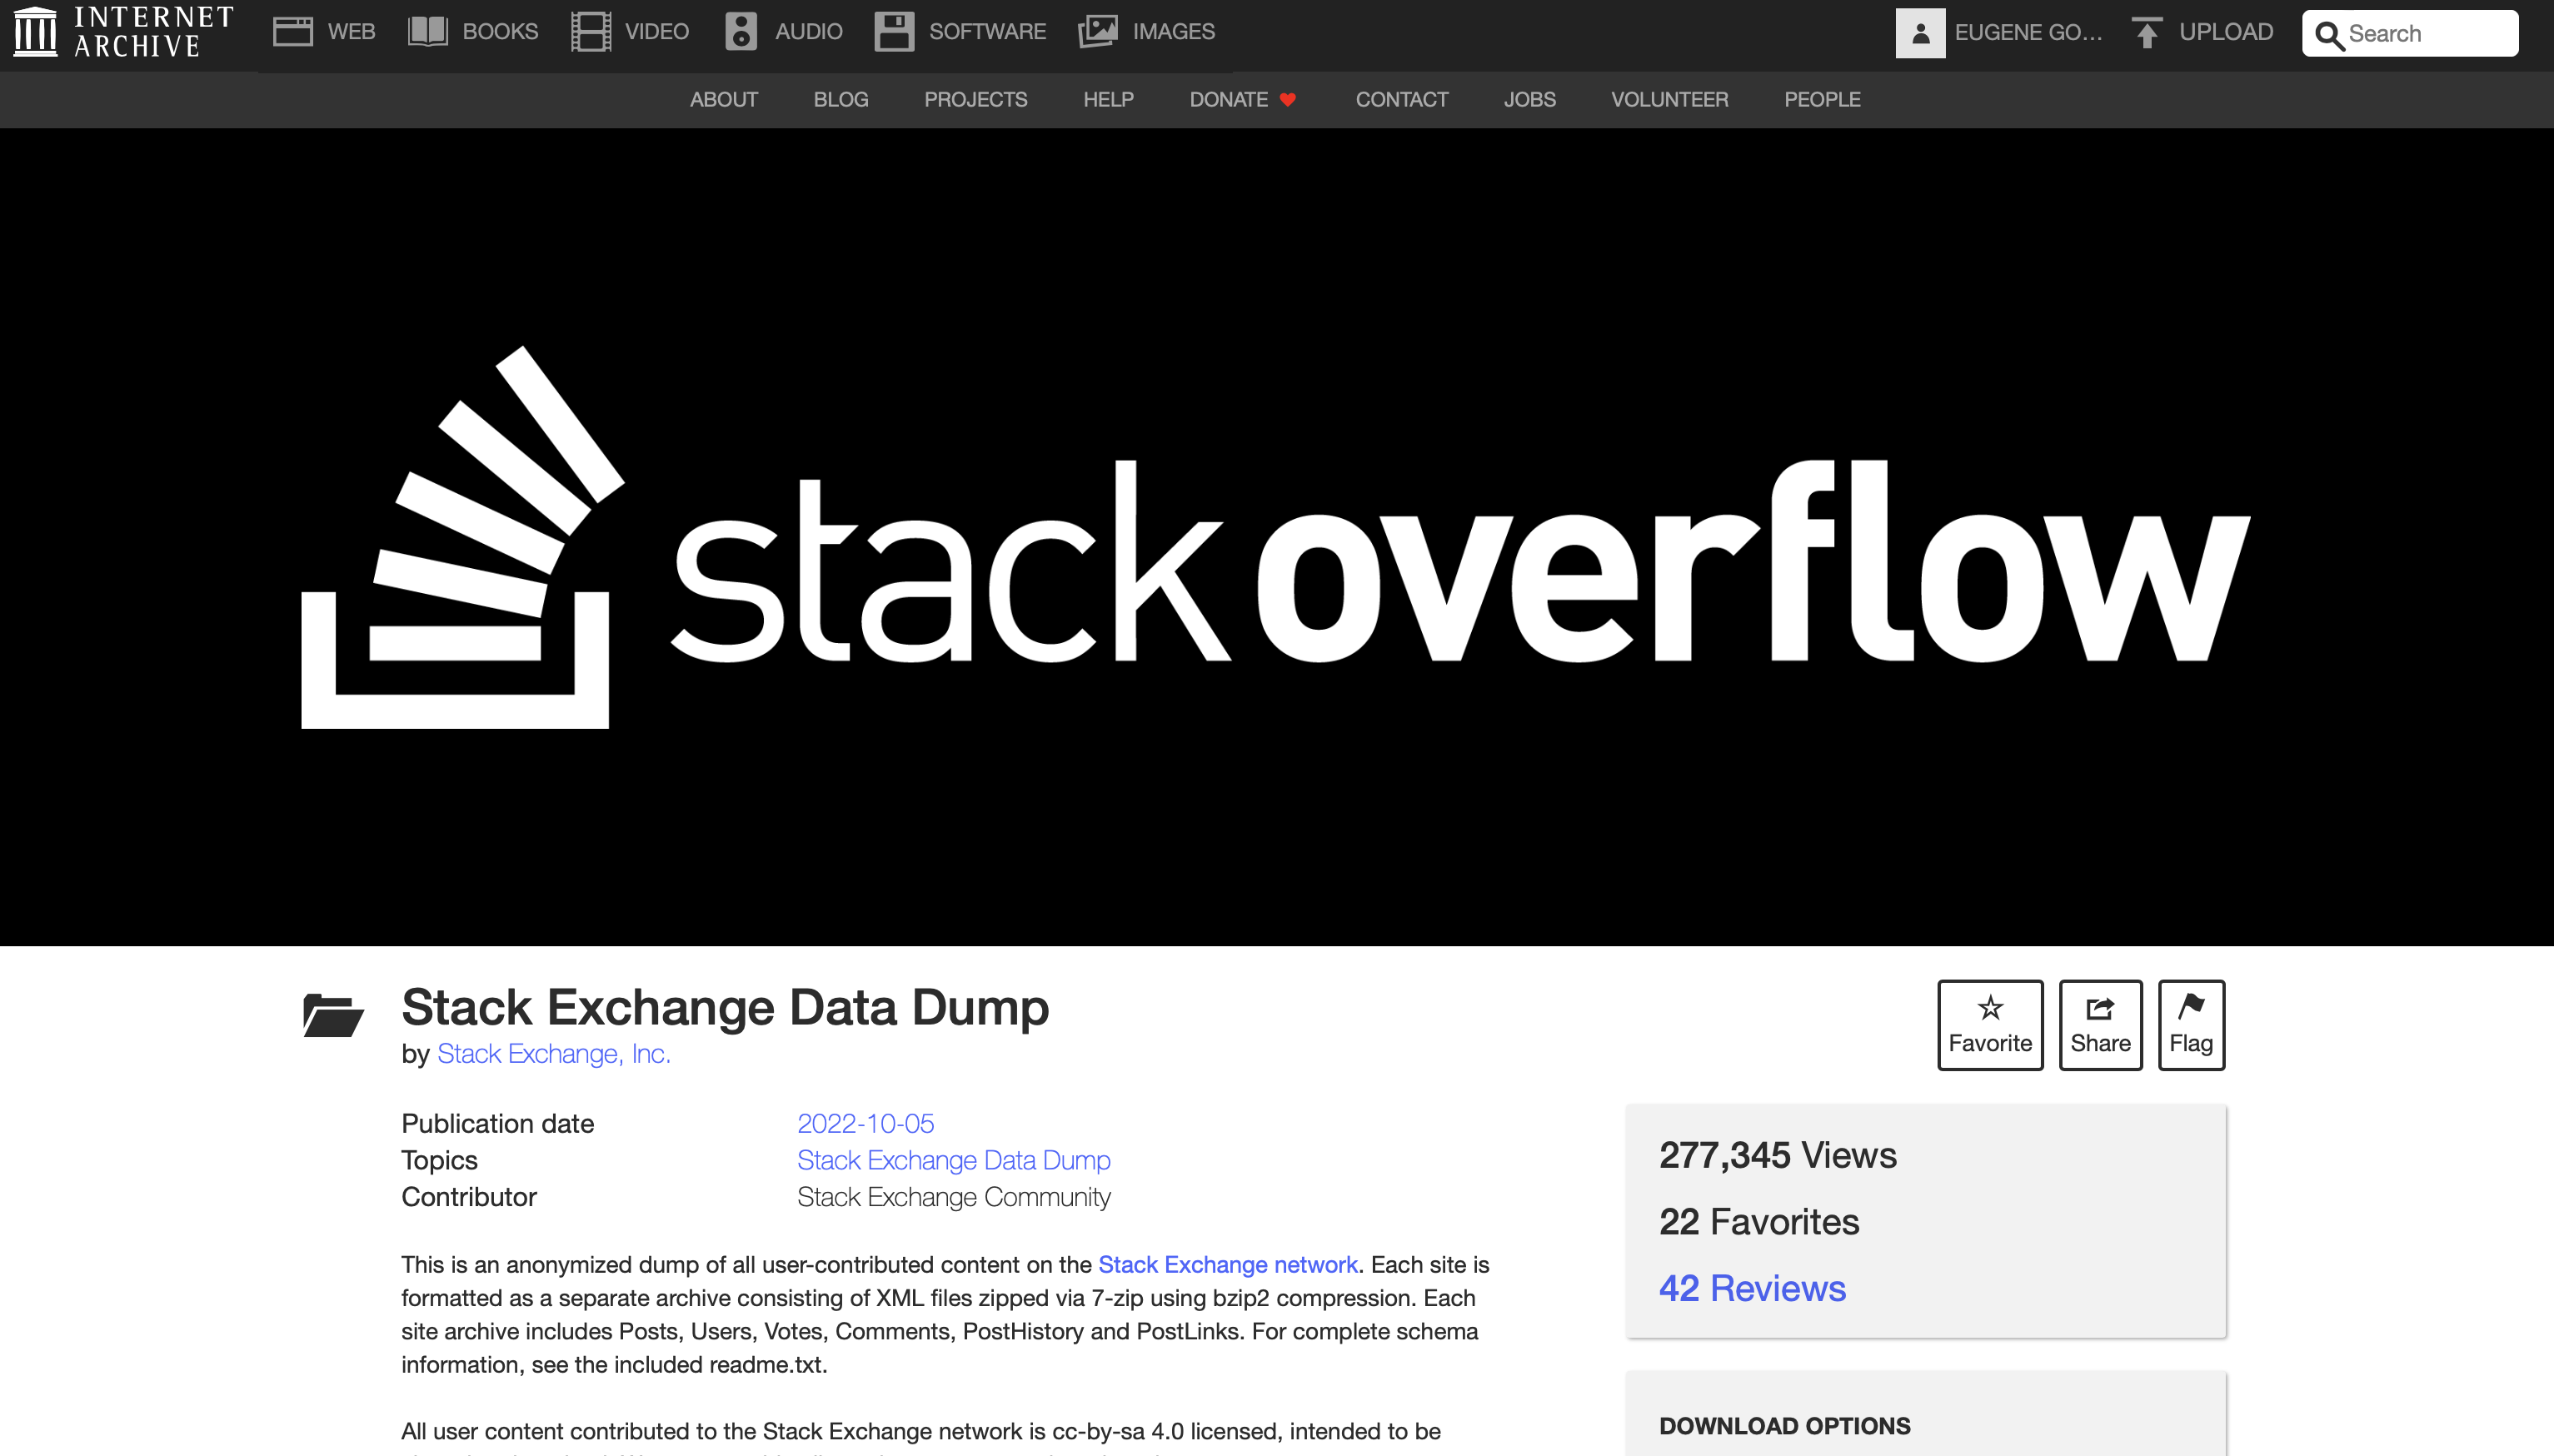 INTERNET
ARCHIVE
WEB BOOKS VIDEO AUDIO SOFTWARE IMAGES EUGENE GO... UPLOAD Search
ABOUT BLOG PROJECTS HELP DONATE CONTACT JOBS VOLUNTEER PEOPLE
stackoverflow
Stack Exchange Data Dump
by Stack Exchange, Inc.
Favorite Share Flag
Publication date 2022-10-05
Topics Stack Exchange Data Dump
Contributor Stack Exchange Community
This is an anonymized dump of all user-contributed content on the Stack Exchange network. Each site is
formatted as a separate archive consisting of XML files zipped via 7-zip using bzip2 compression. Each
site archive includes Posts, Users, Votes, Comments, PostHistory and PostLinks. For complete schema
information, see the included readme.txt.
All user content contributed to the Stack Exchange network is cc-by-sa 4.0 licensed, intended to be
277,345 Views
22 Favorites
42 Reviews
DOWNLOAD OPTIONS